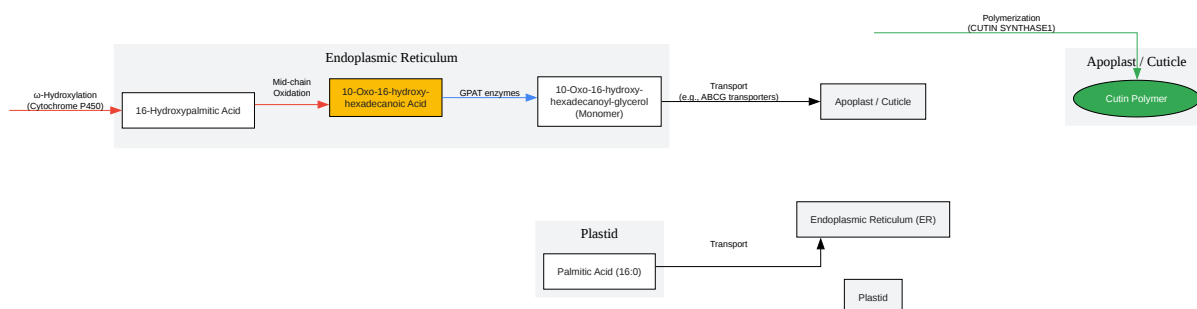 Polymerization
(CUTIN SYNTHASE1)
Endoplasmic Reticulum
Apoplast / Cuticle
ω-Hydroxylation
(Cytochrome P450)
16-Hydroxypalmitic Acid
Mid-chain
Oxidation
10-Oxo-16-hydroxy-
hexadecanoic Acid
GPAT enzymes
10-Oxo-16-hydroxy-
hexadecanoyl-glycerol
(Monomer)
Transport
(e.g., ABCG transporters)
Apoplast / Cuticle
Cutin Polymer
Plastid
Palmitic Acid (16:0)
Transport
Endoplasmic Reticulum (ER)
Plastid